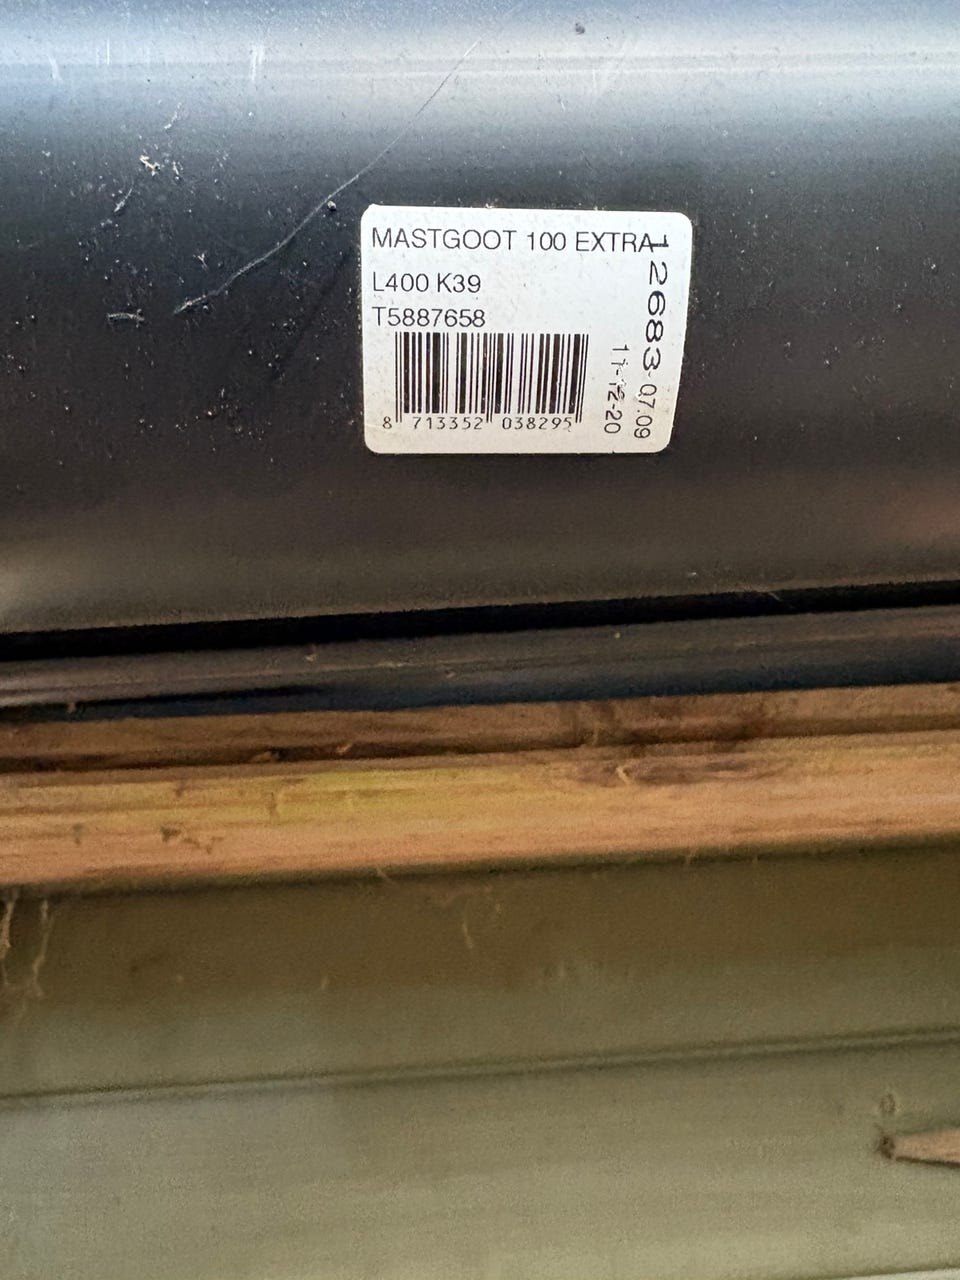 MASTGOOT 100 EXTRA
L400 K39
T5887658
8 713352 038295
12683 07.09
11-12-20